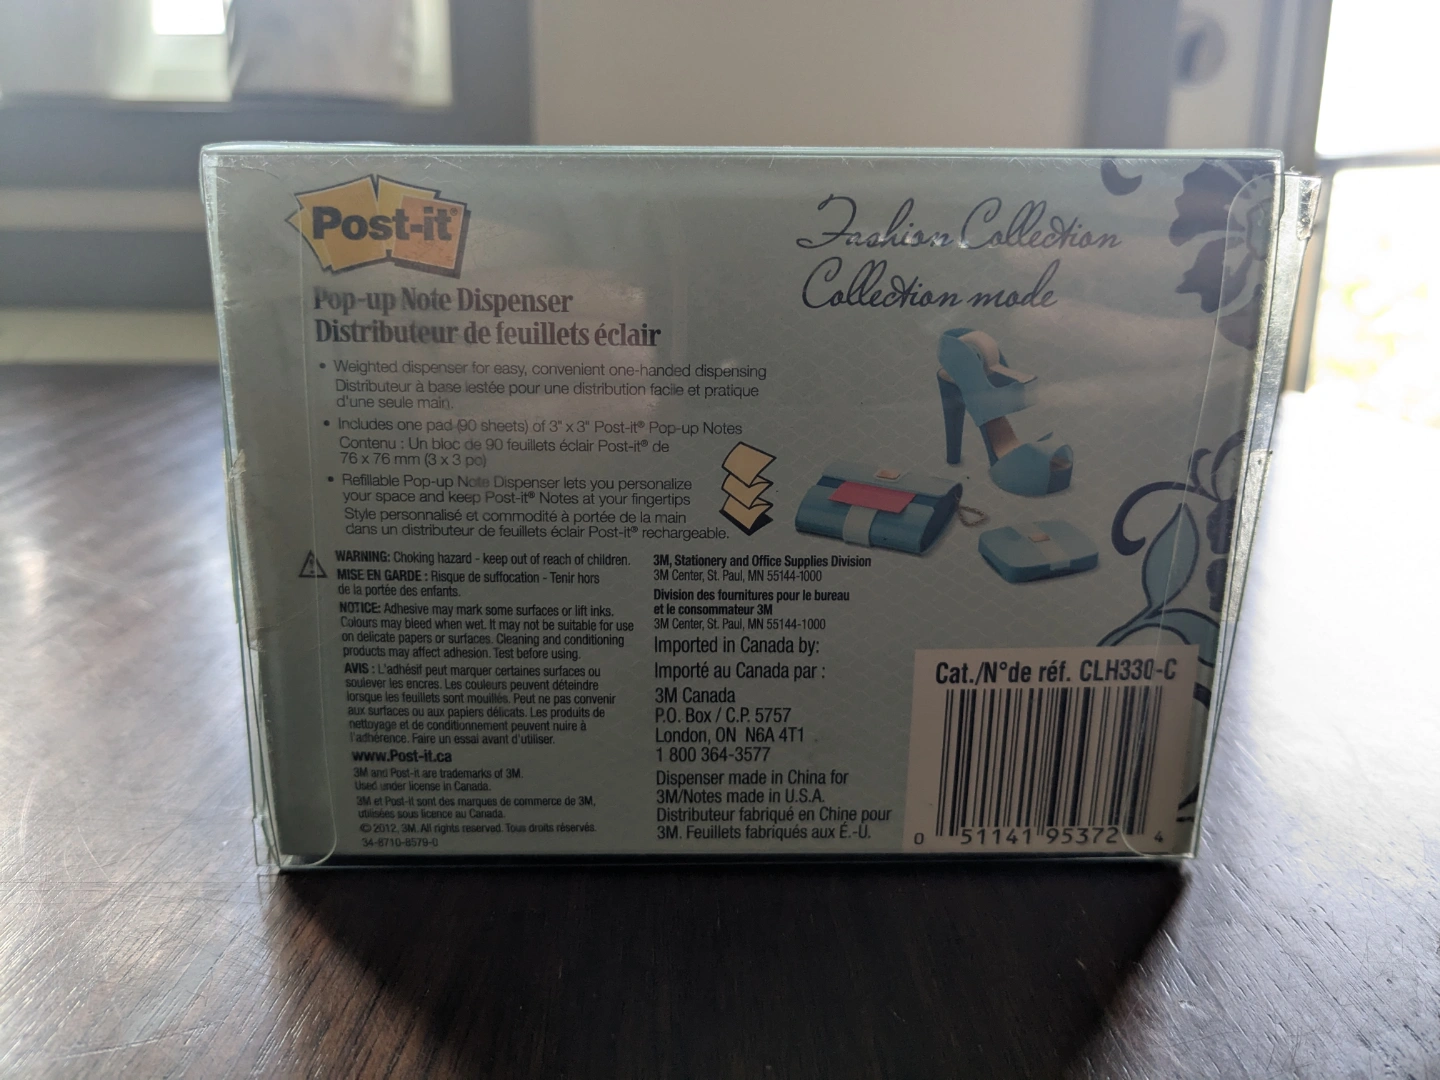 Post-it®
Pop-up Note Dispenser
Distributeur de feuillets éclair
• Weighted dispenser for easy, convenient one-handed dispensing
Distributeur à base lestée pour une distribution facile et pratique
d'une seule main.
• Includes one pad (90 sheets) of 3" x 3" Post-it® Pop-up Notes
Contenu : Un bloc de 90 feuillets éclair Post-it® de
76 x 76 mm (3 x 3 po)
• Refillable Pop-up Note Dispenser lets you personalize
your space and keep Post-it® Notes at your fingertips
Style personnalisé et commodité à portée de la main
dans un distributeur de feuillets éclair Post-it® rechargeable.
Fashion Collection
Collection mode
WARNING: Choking hazard - keep out of reach of children.
MISE EN GARDE : Risque de suffocation - Tenir hors
de la portée des enfants.
NOTICE: Adhesive may mark some surfaces or lift inks.
Colours may bleed when wet. It may not be suitable for use
on delicate papers or surfaces. Cleaning and conditioning
products may affect adhesion. Test before using.
AVIS : L'adhésif peut marquer certaines surfaces ou
soulever les encres. Les couleurs peuvent déteindre
lorsque les feuillets sont mouillés. Peut ne pas convenir
aux surfaces ou aux papiers délicats. Les produits de
nettoyage et de conditionnement peuvent nuire à
l'adhérence. Faire un essai avant d'utiliser.
www.Post-it.ca
3M and Post-it are trademarks of 3M.
Used under license in Canada.
3M et Post-it sont des marques de commerce de 3M,
utilisées sous licence au Canada.
© 2012, 3M. All rights reserved. Tous droits réservés.
34-8710-8579-0
3M, Stationery and Office Supplies Division
3M Center, St. Paul, MN 55144-1000
Division des fournitures pour le bureau
et le consommateur 3M
3M Center, St. Paul, MN 55144-1000
Imported in Canada by:
Importé au Canada par :
3M Canada
P.O. Box / C.P. 5757
London, ON N6A 4T1
1 800 364-3577
Dispenser made in China for
3M/Notes made in U.S.A.
Distributeur fabriqué en Chine pour
3M. Feuillets fabriqués aux É.-U.
Cat./N° de réf. CLH330-C
0 51141 95372 4